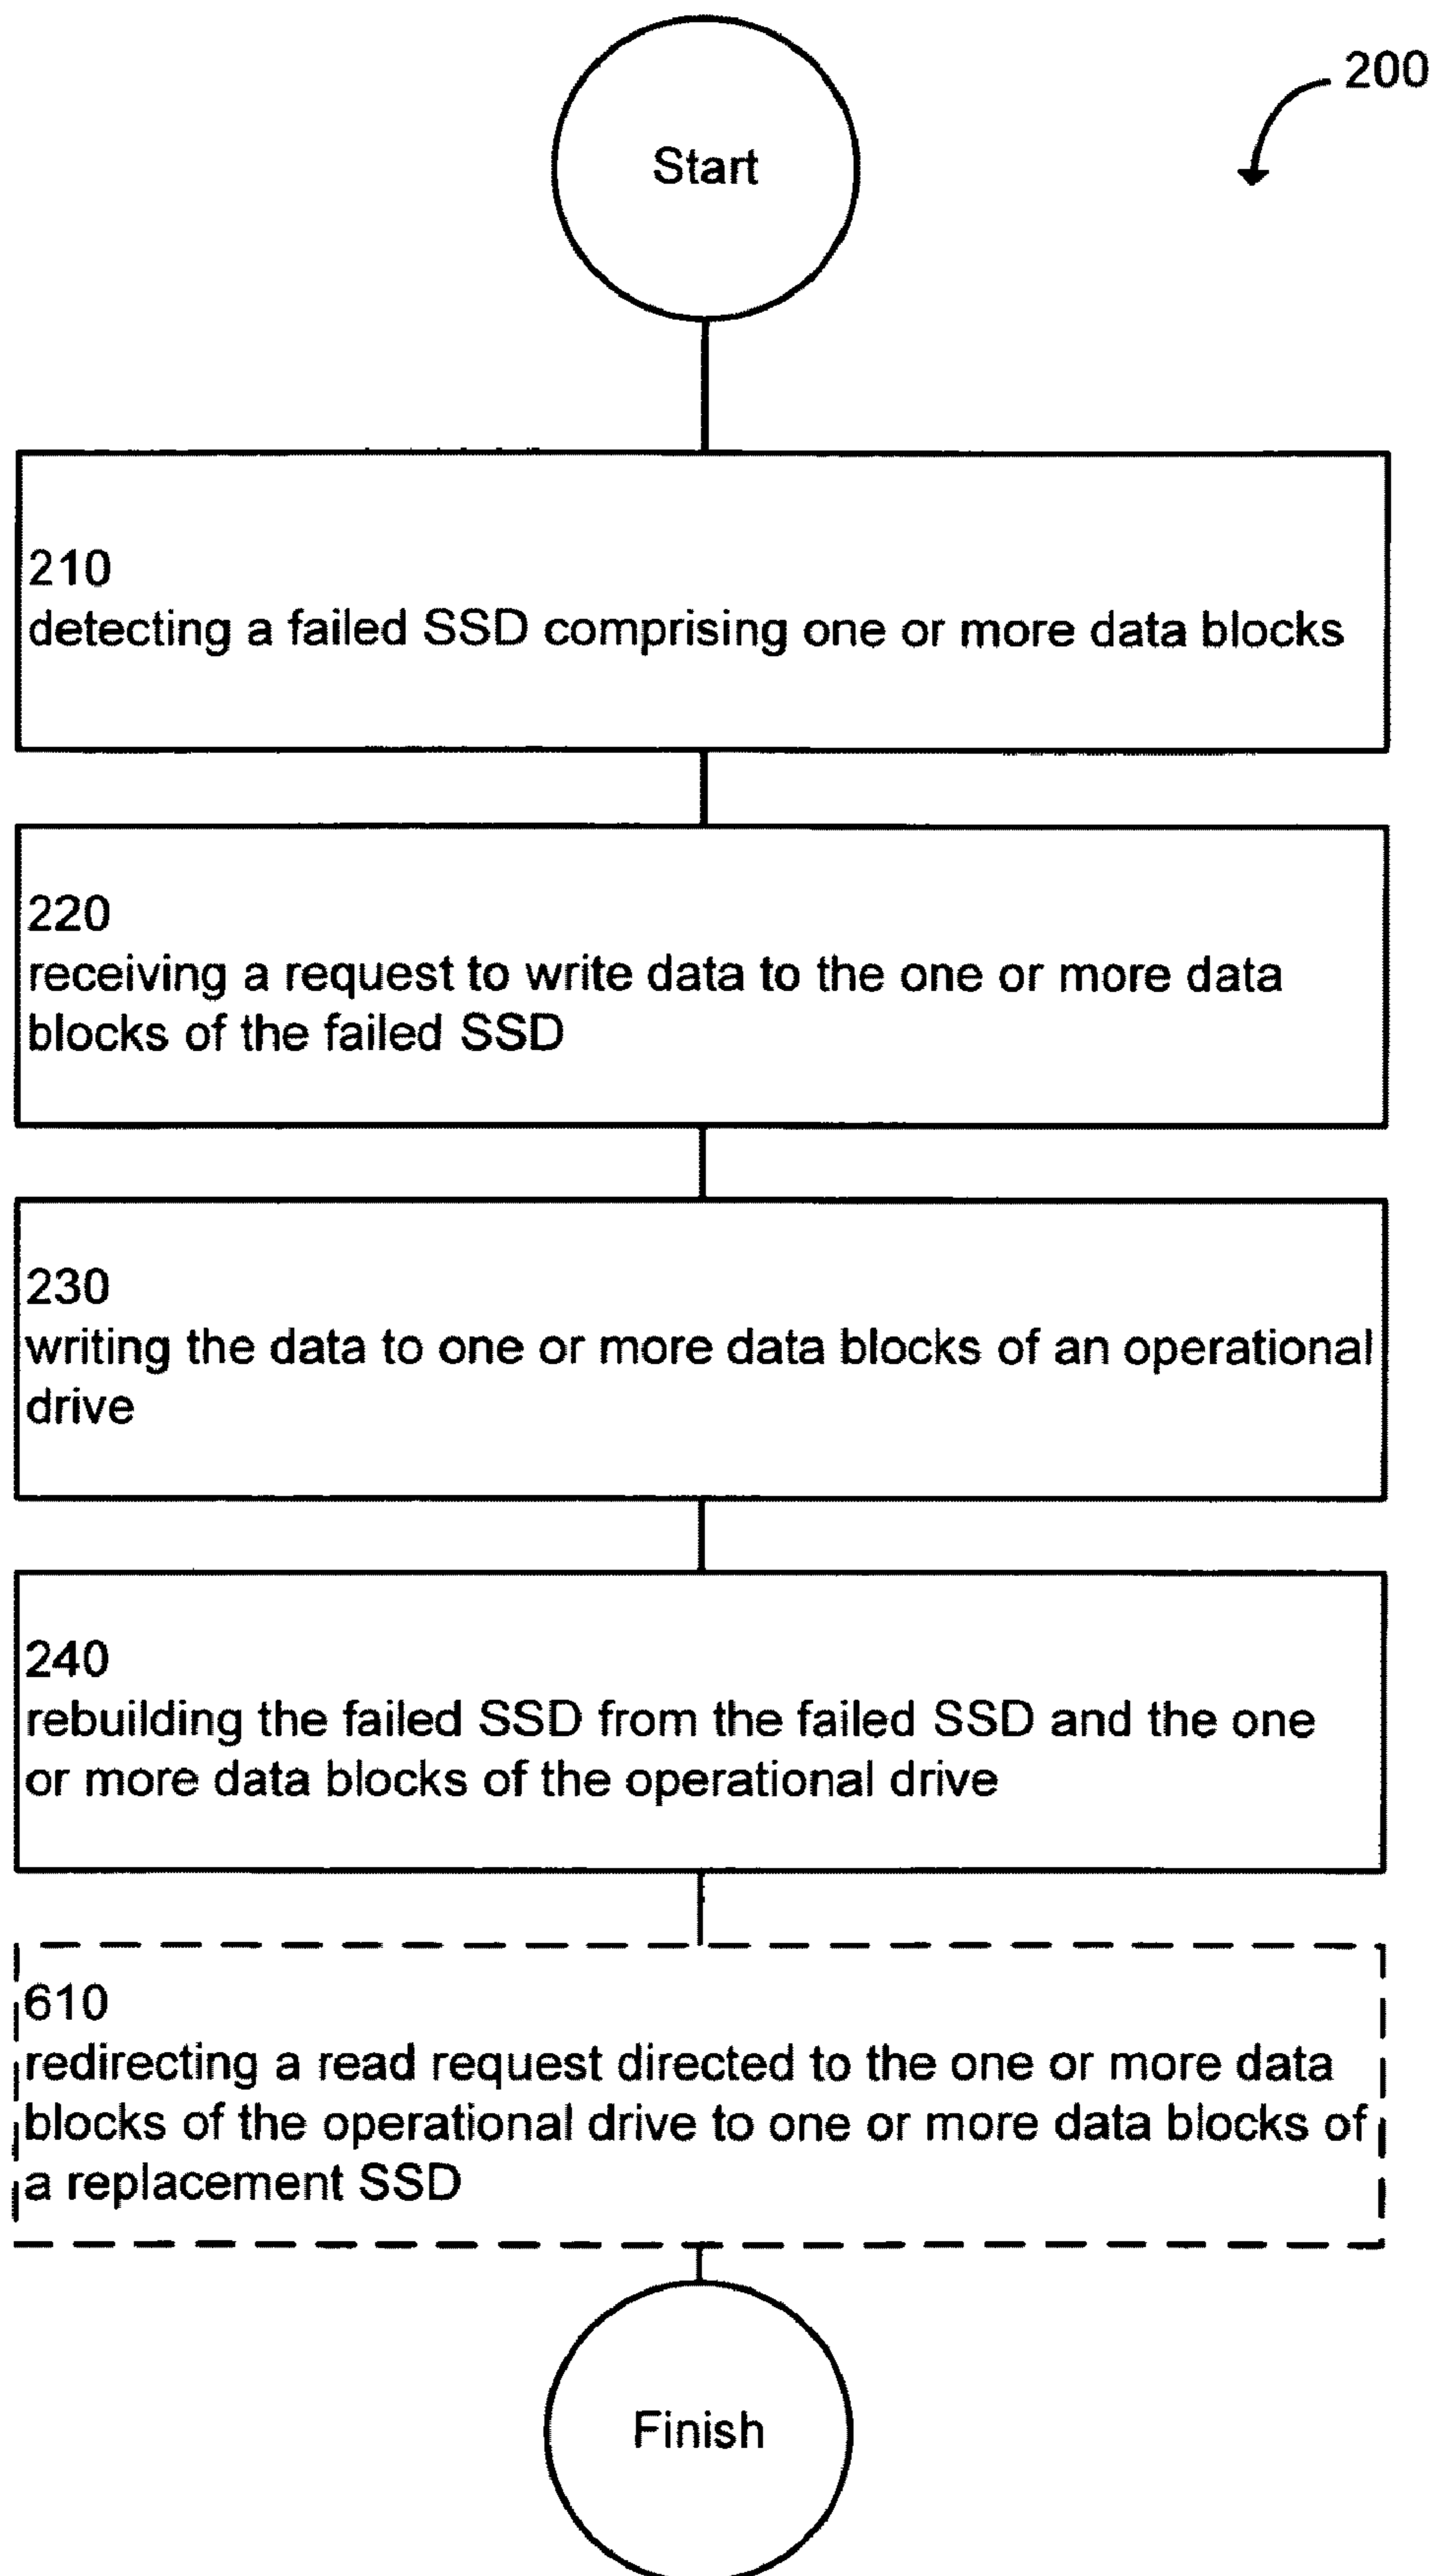 200
Start
210
detecting a failed SSD comprising one or more data blocks
220
receiving a request to write data to the one or more data
blocks of the failed SSD
230
writing the data to one or more data blocks of an operational
drive
240
rebuilding the failed SSD from the failed SSD and the one
or more data blocks of the operational drive
610
redirecting a read request directed to the one or more data
blocks of the operational drive to one or more data blocks of
a replacement SSD
Finish